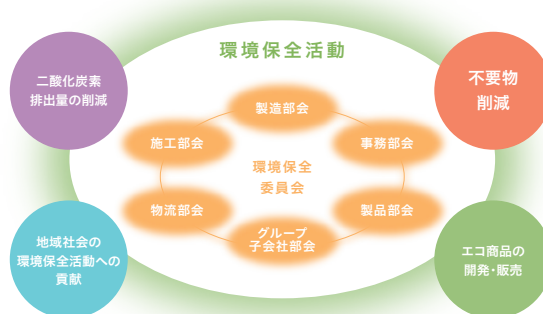 環境保全活動
二酸化炭素
排出量の削減
不要物
削減
製造部会
施工部会
事務部会
環境保全
委員会
物流部会
製品部会
グループ
子会社部会
地域社会の
環境保全活動への
貢献
エコ商品の
開発・販売